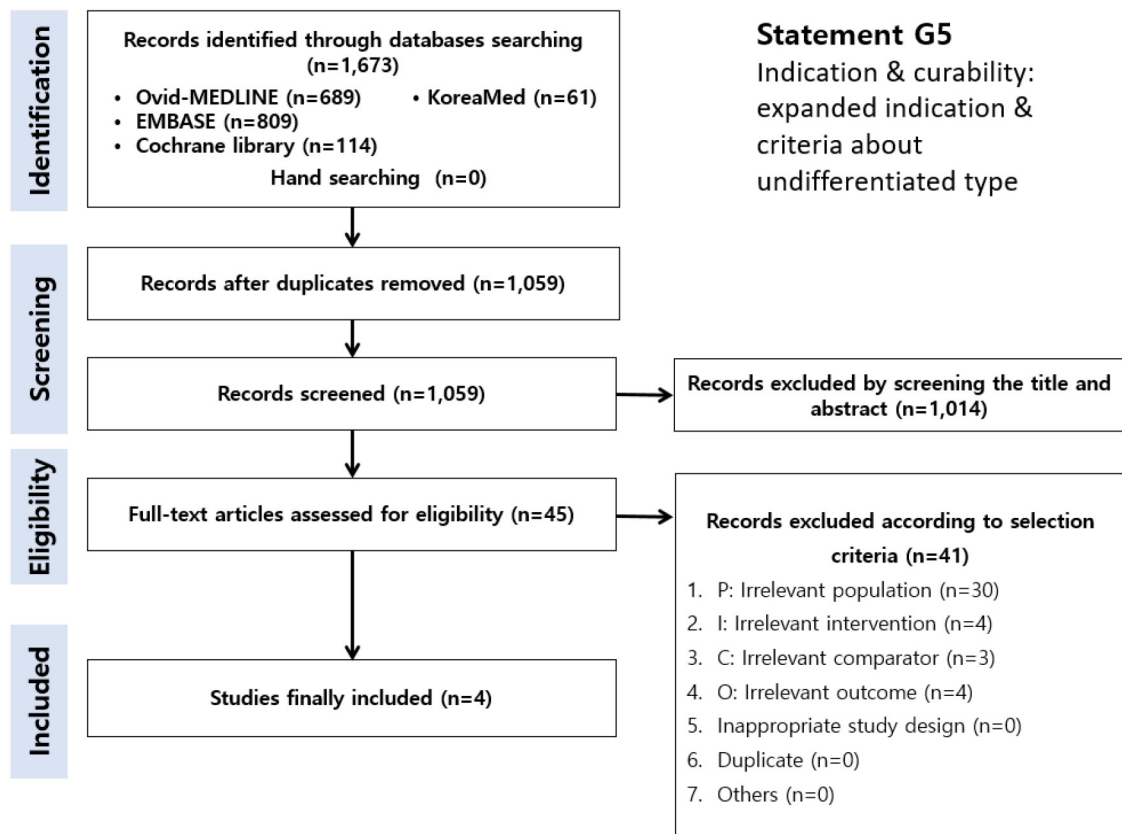 Identification
Records identified through databases searching
(n=1,673)
• Ovid-MEDLINE (n=689) • KoreaMed (n=61)
• EMBASE (n=809)
• Cochrane library (n=114)
Hand searching (n=0)
Statement G5
Indication & curability:
expanded indication &
criteria about
undifferentiated type
Screening
Records after duplicates removed (n=1,059)
Records screened (n=1,059)
Records excluded by screening the title and
abstract (n=1,014)
Eligibility
Full-text articles assessed for eligibility (n=45)
Records excluded according to selection
criteria (n=41)
1. P: Irrelevant population (n=30)
2. I: Irrelevant intervention (n=4)
3. C: Irrelevant comparator (n=3)
4. O: Irrelevant outcome (n=4)
5. Inappropriate study design (n=0)
6. Duplicate (n=0)
7. Others (n=0)
Included
Studies finally included (n=4)